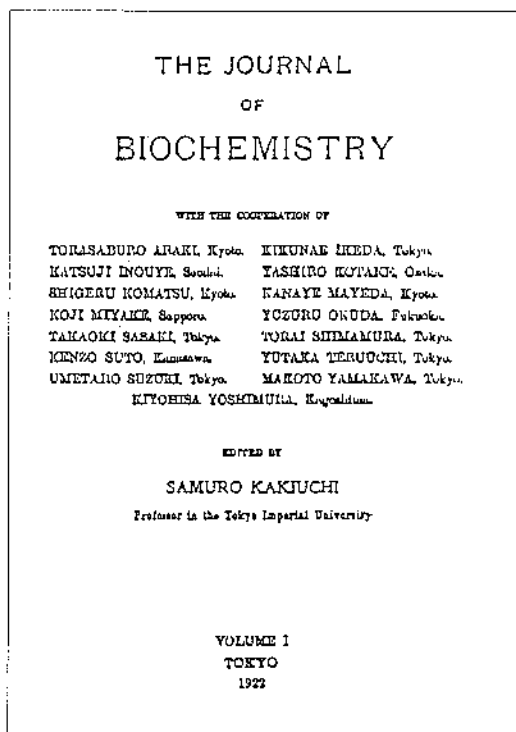 THE JOURNAL
OF
BIOCHEMISTRY
WITH THE COOPERATION OF
TORASABURO ARAKI, Kyoto. KIKUNAE IKEDA, Tokyo.
KATSUJI INOUYE, Sendai. YASHIRO KOTAKE, Osaka.
SHIGERU KOMATSU, Kyoto. KANAYE MAYEDA, Kyoto.
KOJI MIYAKE, Sapporo. YUZURU OKUDA, Fukuoka.
TAKAOKI SASAKI, Tokyo. TORAI SHIMAMURA, Tokyo.
KENZO SUTO, Kanazawa. YUTAKA TERUUCHI, Tokyo.
UMETARO SUZUKI, Tokyo. MAKOTO YAMAKAWA, Tokyo.
KIYOHISA YOSHIMURA, Kagoshima.
EDITED BY
SAMURO KAKIUCHI
Professor in the Tokyo Imperial University
VOLUME I
TOKYO
1922